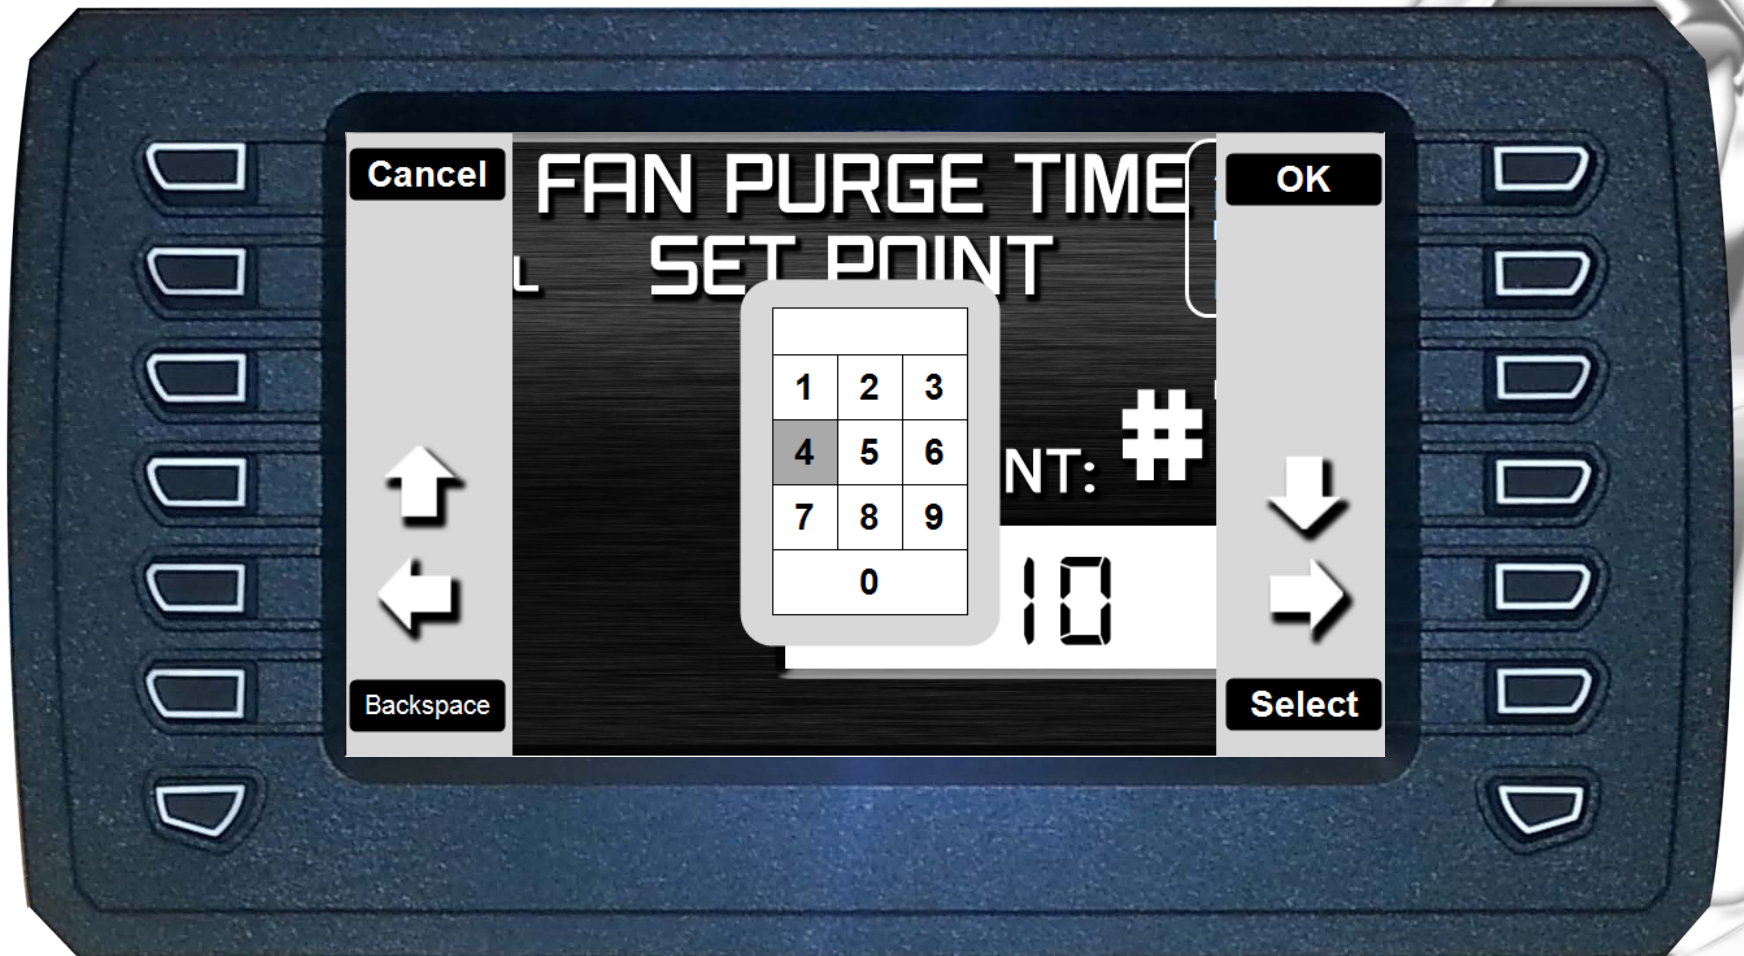 Cancel
FAN PURGE TIME
OK
SET POINT
1 2 3
4 5 6
NT: #
7 8 9
0
10
Backspace
Select